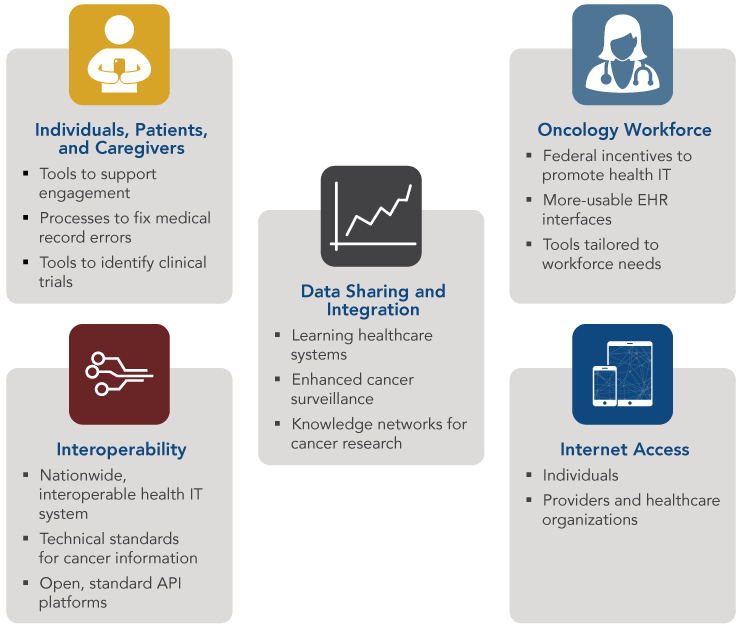 Individuals, Patients,
and Caregivers
▪ Tools to support
engagement
▪ Processes to fix medical
record errors
▪ Tools to identify clinical
trials
Oncology Workforce
▪ Federal incentives to
promote health IT
▪ More-usable EHR
interfaces
▪ Tools tailored to
workforce needs
Data Sharing and
Integration
▪ Learning healthcare
systems
▪ Enhanced cancer
surveillance
▪ Knowledge networks for
cancer research
Interoperability
▪ Nationwide,
interoperable health IT
system
▪ Technical standards
for cancer information
▪ Open, standard API
platforms
Internet Access
▪ Individuals
▪ Providers and healthcare
organizations